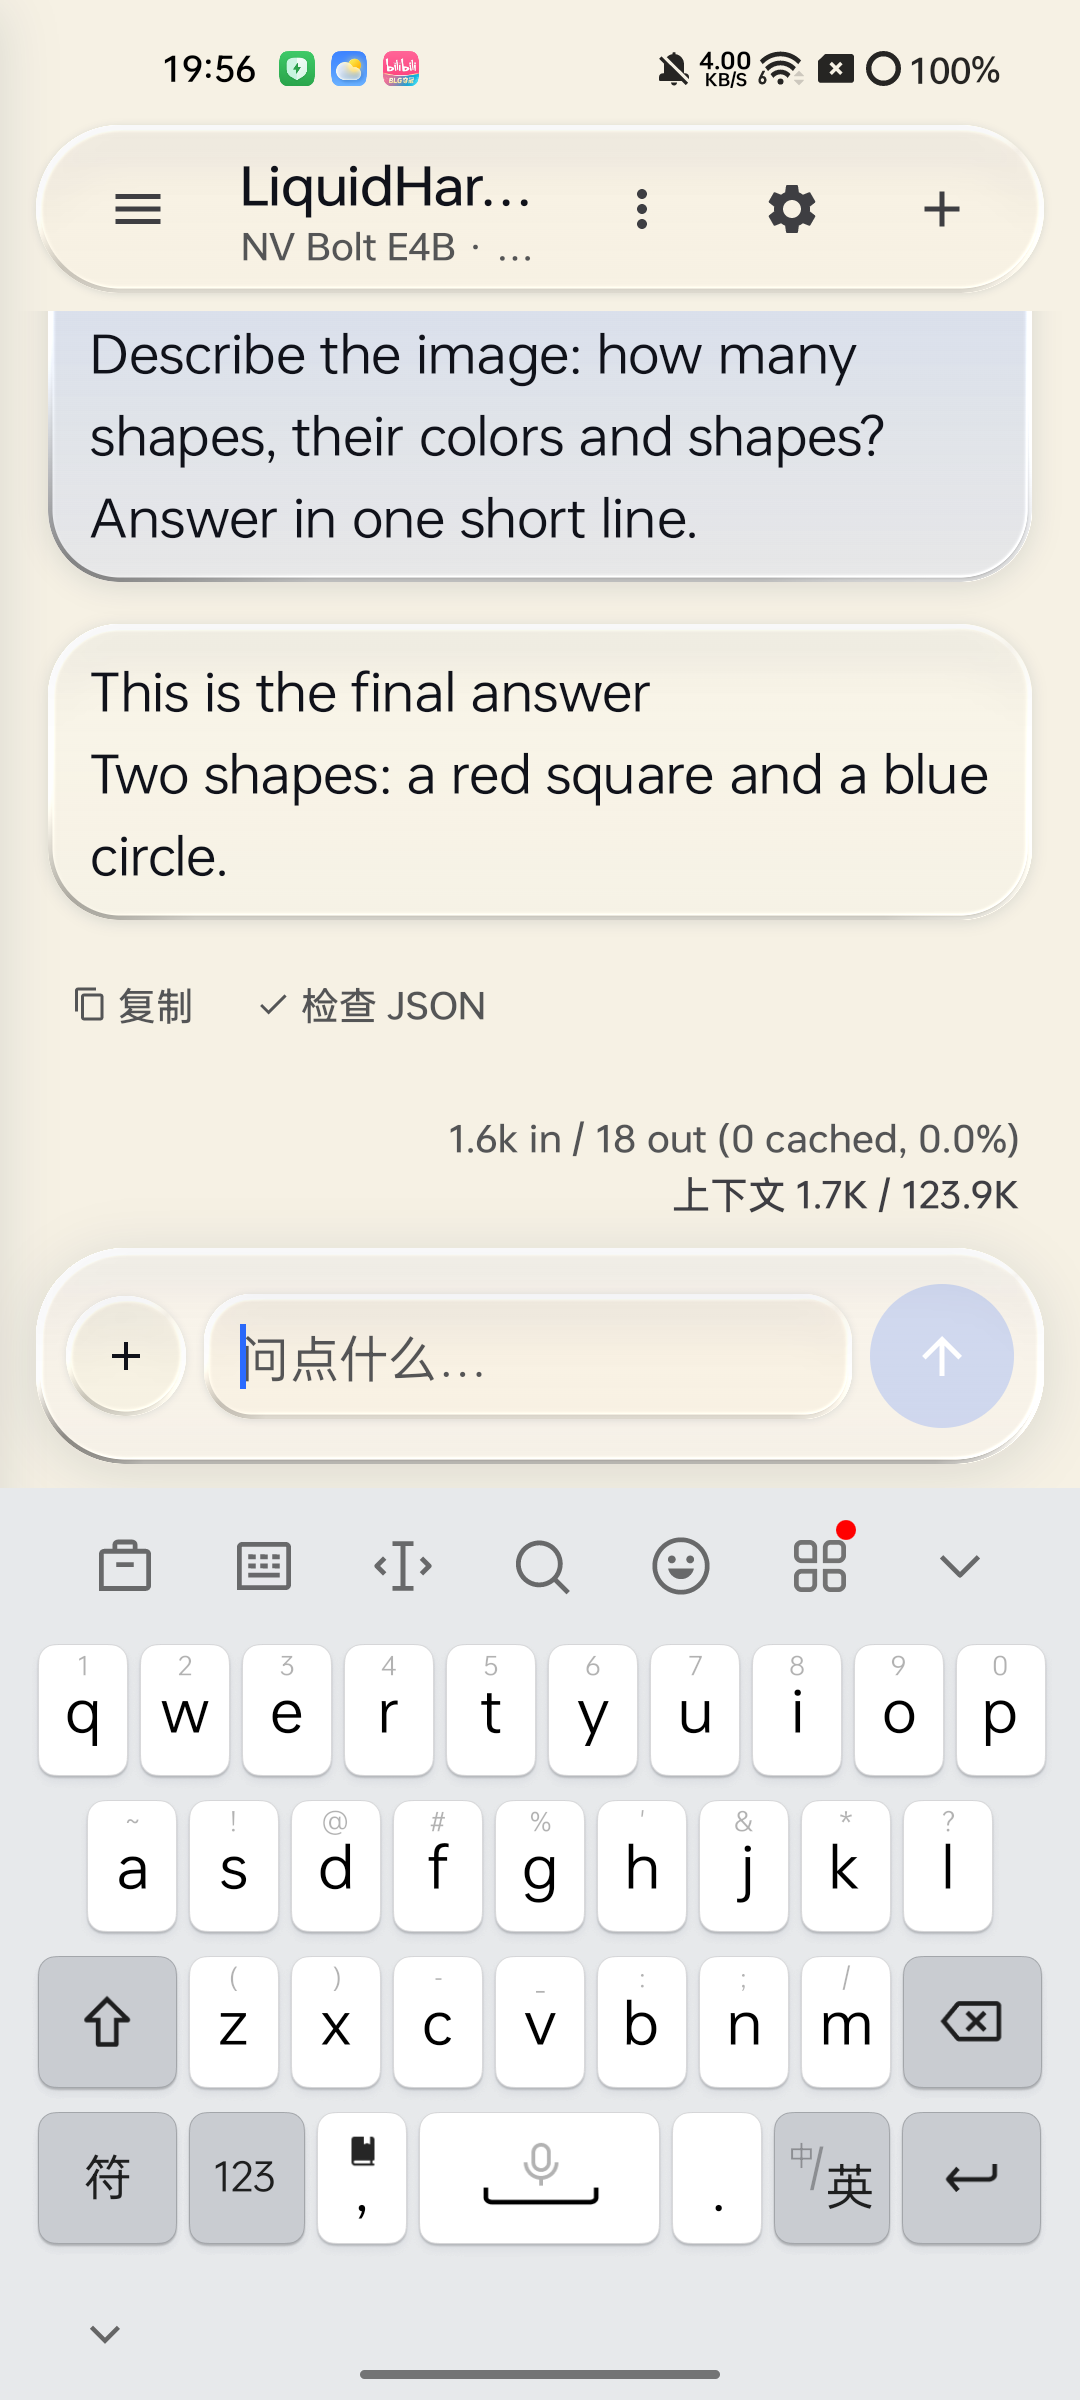 19:56
4.00
KB/S
6
100%
LiquidHar...
NV Bolt E4B · ...
Describe the image: how many
shapes, their colors and shapes?
Answer in one short line.
This is the final answer
Two shapes: a red square and a blue
circle.
复制 检查 JSON
1.6k in / 18 out (0 cached, 0.0%)
上下文 1.7K / 123.9K
问点什么...
1 2 3 4 5 6 7 8 9 0
q w e r t y u i o p
~ ! @ # % ' & * ?
a s d f g h j k l
( ) - _ : ; /
z x c v b n m
符 123 , . 中/英